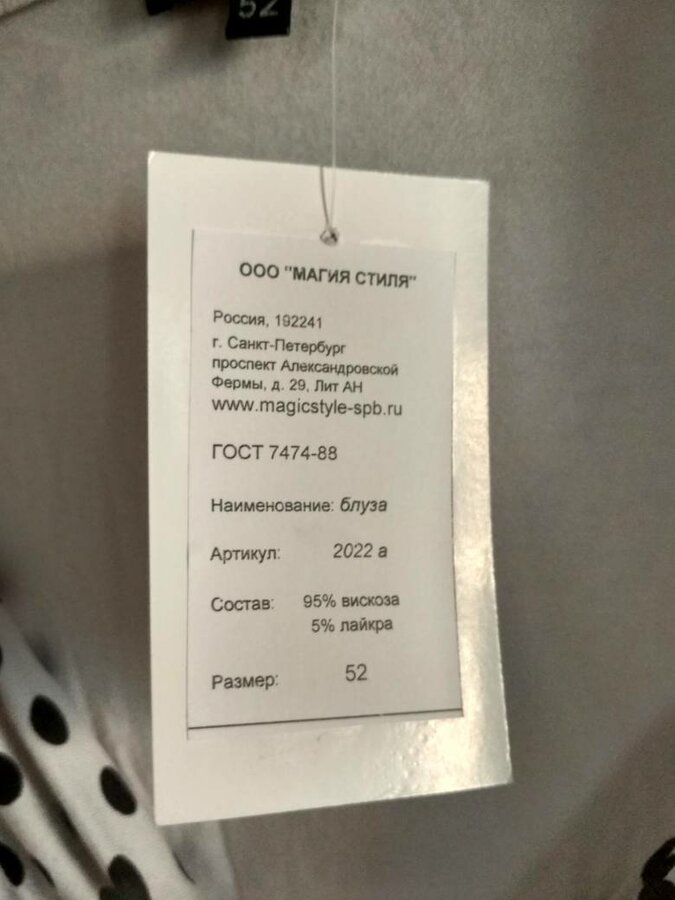 52
ООО "МАГИЯ СТИЛЯ"
Россия, 192241
г. Санкт-Петербург
проспект Александровской
Фермы, д. 29, Лит АН
www.magicstyle-spb.ru
ГОСТ 7474-88
Наименование: блуза
Артикул: 2022 а
Состав: 95% вискоза
5% лайкра
Размер: 52